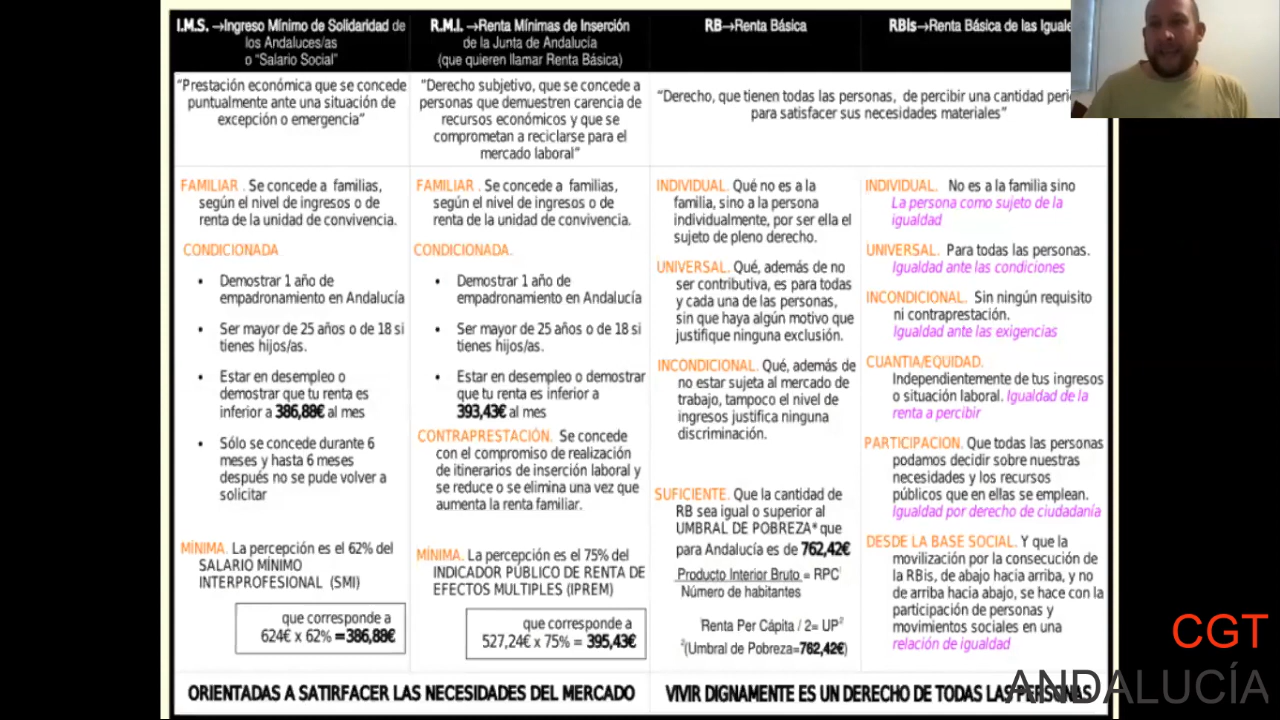 I.M.S. →Ingreso Mínimo de Solidaridad de
los Andaluces/as
o “Salario Social”
R.M.I. →Renta Mínimas de Inserción
de la Junta de Andalucía
(que quieren llamar Renta Básica)
RB→Renta Básica
RBIs→Renta Básica de las
“Prestación económica que se concede
puntualmente ante una situación de
excepción o emergencia”
“Derecho subjetivo, que se concede a
personas que demuestren carencia de
recursos económicos y que se
comprometan a reciclarse para el
mercado laboral”
“Derecho, que tienen todas las personas, de percibir una cantidad
para satisfacer sus necesidades materiales”
FAMILIAR . Se concede a familias,
según el nivel de ingresos o de
renta de la unidad de convivencia.
CONDICIONADA
• Demostrar 1 año de
empadronamiento en Andalucía
• Ser mayor de 25 años o de 18 si
tienes hijos/as.
• Estar en desempleo o
demostrar que tu renta es
inferior a 386,88€ al mes
• Sólo se concede durante 6
meses y hasta 6 meses
después no se pude volver a
solicitar
MÍNIMA. La percepción es el 62% del
SALARIO MÍNIMO
INTERPROFESIONAL (SMI)
que corresponde a
624€ x 62% = 386,88€
FAMILIAR . Se concede a familias,
según el nivel de ingresos o de
renta de la unidad de convivencia.
CONDICIONADA.
• Demostrar 1 año de
empadronamiento en Andalucía
• Ser mayor de 25 años o de 18 si
tienes hijos/as.
• Estar en desempleo o demostrar
que tu renta es inferior a
393,43€ al mes
CONTRAPRESTACIÓN. Se concede
con el compromiso de realización
de itinerarios de inserción laboral y
se reduce o se elimina una vez que
aumenta la renta familiar.
MÍNIMA. La percepción es el 75% del
INDICADOR PÚBLICO DE RENTA DE
EFECTOS MULTIPLES (IPREM)
que corresponde a
527,24€ x 75% = 395,43€
INDIVIDUAL. Qué no es a la
familia, sino a la persona
individualmente, por ser ella el
sujeto de pleno derecho.
UNIVERSAL. Qué, además de no
ser contributiva, es para todas
y cada una de las personas,
sin que haya algún motivo que
justifique ninguna exclusión.
INCONDICIONAL. Qué, además de
no estar sujeta al mercado de
trabajo, tampoco el nivel de
ingresos justifica ninguna
discriminación.
SUFICIENTE. Que la cantidad de
RB sea igual o superior al
UMBRAL DE POBREZA* que
para Andalucía es de 762,42€
Producto Interior Bruto = RPC¹
Número de habitantes
Renta Per Cápita / 2= UP²
²(Umbral de Pobreza=762,42€)
INDIVIDUAL. No es a la familia sino
La persona como sujeto de la
igualdad
UNIVERSAL. Para todas las personas.
Igualdad ante las condiciones
INCONDICIONAL. Sin ningún requisito
ni contraprestación.
Igualdad ante las exigencias
CUANTIA/EQUIDAD.
Independientemente de tus ingresos
o situación laboral. Igualdad de la
renta a percibir
PARTICIPACION. Que todas las personas
podamos decidir sobre nuestras
necesidades y los recursos
públicos que en ellas se emplean.
Igualdad por derecho de ciudadanía
DESDE LA BASE SOCIAL. Y que la
movilización por la consecución de
la RBis, de abajo hacia arriba, y no
de arriba hacia abajo, se hace con la
participación de personas y
movimientos sociales en una
relación de igualdad
ORIENTADAS A SATIRFACER LAS NECESIDADES DEL MERCADO
VIVIR DIGNAMENTE ES UN DERECHO DE TODAS LAS PERSONAS
CGT
ANDALUCÍA